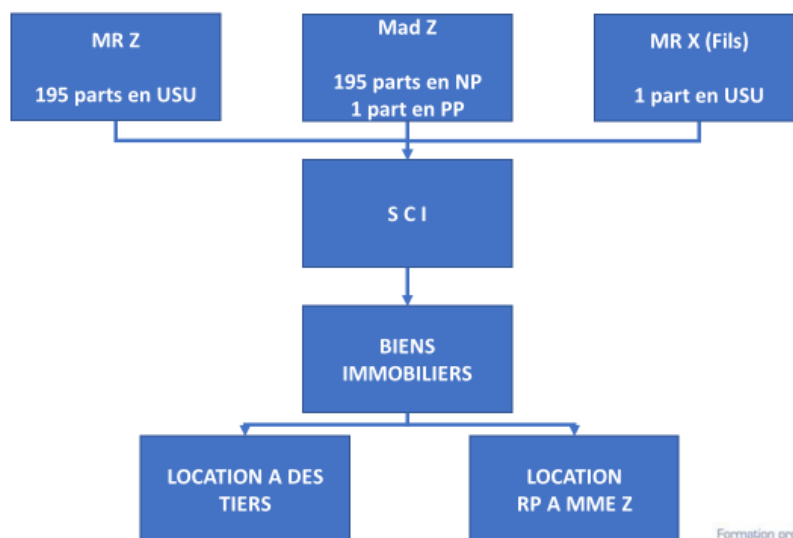 MR Z
195 parts en USU
Mad Z
195 parts en NP
1 part en PP
MR X (Fils)
1 part en USU
S C I
BIENS
IMMOBILIERS
LOCATION A DES
TIERS
LOCATION
RP A MME Z
Formation